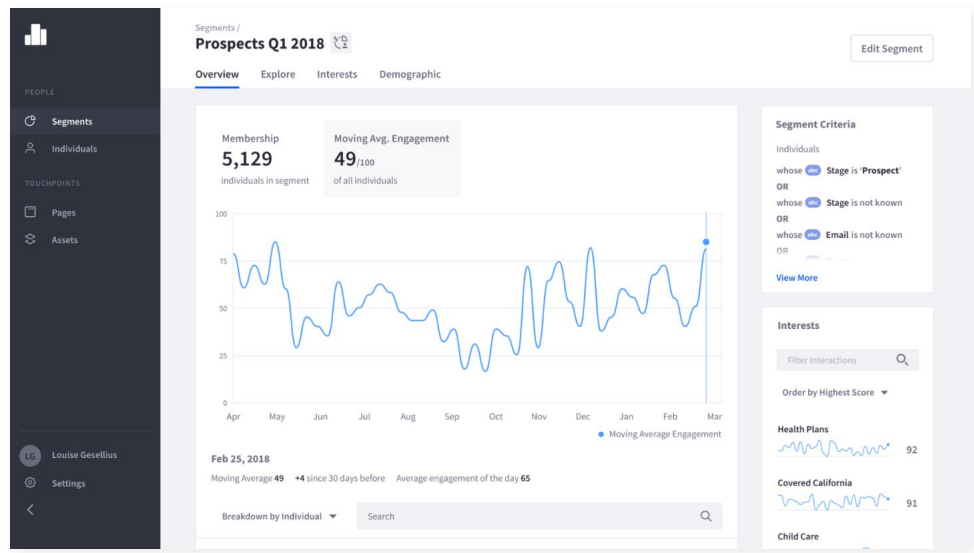 PEOPLE
Segments
Individuals
TOUCHPOINTS
Pages
Assets
LG Louise Gesellius
Settings
Segments /
Prospects Q1 2018
Edit Segment
Overview Explore Interests Demographic
Membership
5,129
individuals in segment
Moving Avg. Engagement
49/100
of all individuals
100
75
50
25
0
Apr May Jun Jul Aug Sep Oct Nov Dec Jan Feb Mar
Moving Average Engagement
Feb 25, 2018
Moving Average 49 +4 since 30 days before Average engagement of the day 65
Breakdown by Individual Search
Segment Criteria
Individuals
whose abc Stage is 'Prospect'
OR
whose abc Stage is not known
OR
whose abc Email is not known
OR
View More
Interests
Filter Interactions
Order by Highest Score
Health Plans
92
Covered California
91
Child Care